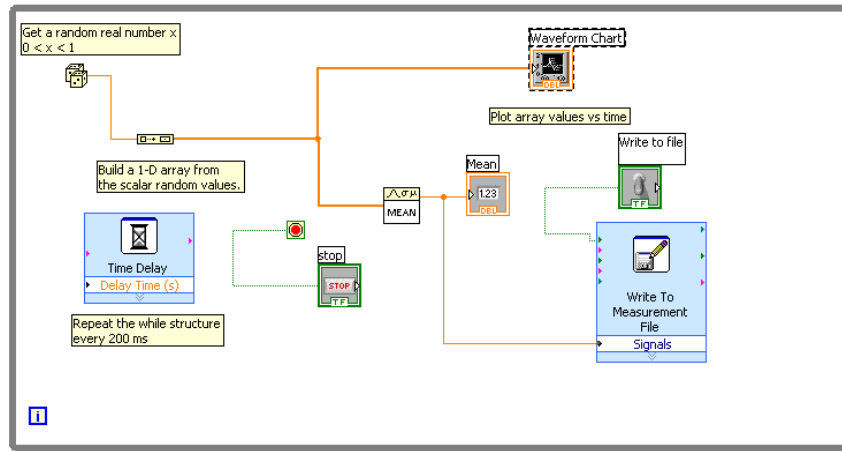 Get a random real number x
0 < x < 1
Waveform Chart
DBL
Plot array values vs time
Write to file
TF
Build a 1-D array from
the scalar random values.
Mean
1.23
DBL
MEAN
Time Delay
Delay Time (s)
stop
STOP
TF
Write To
Measurement
File
Signals
Repeat the while structure
every 200 ms
i